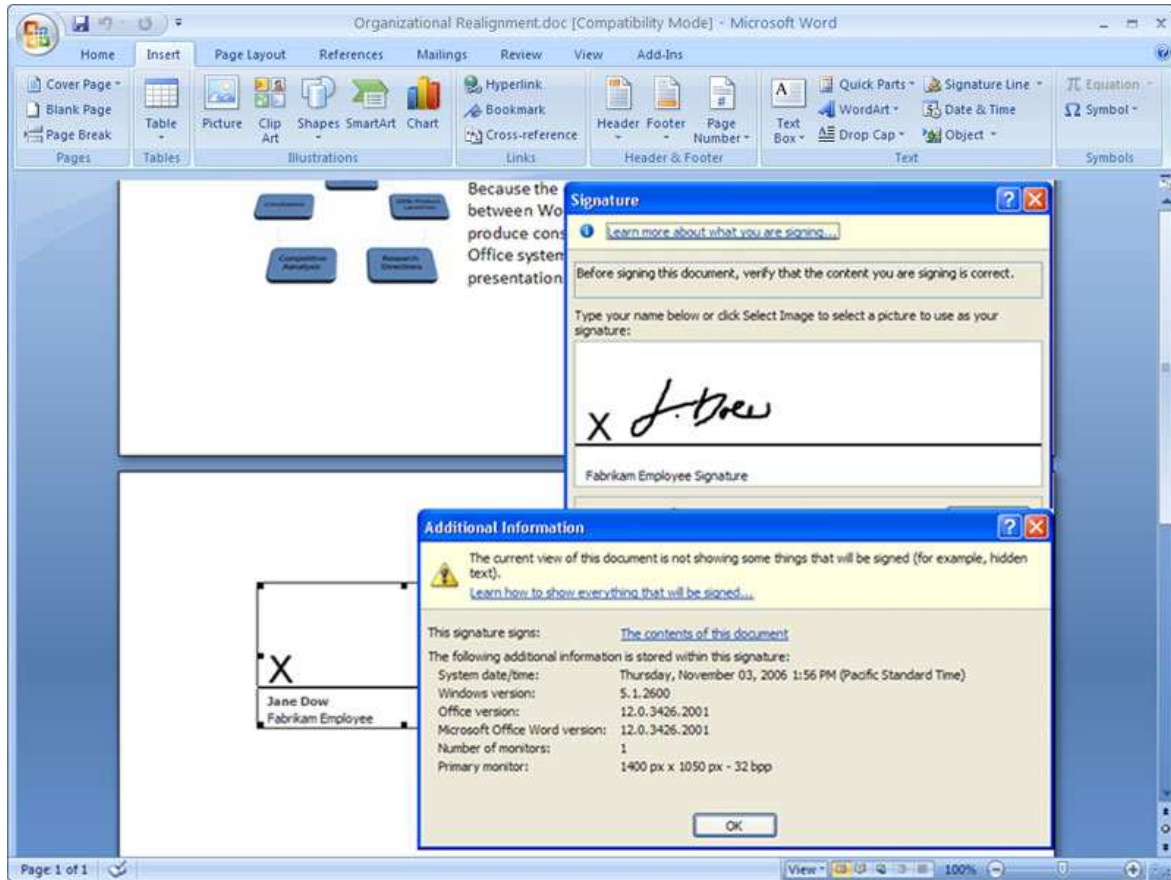 Organizational Realignment.doc [Compatibility Mode] - Microsoft Word
Home Insert Page Layout References Mailings Review View Add-Ins
Cover Page
Blank Page
Page Break
Pages
Table
Tables
Picture Clip Art Shapes SmartArt Chart
Illustrations
Hyperlink
Bookmark
Cross-reference
Links
Header Footer Page Number
Header & Footer
A
Text Box
Quick Parts
WordArt
Drop Cap
Signature Line
Date & Time
Object
Text
π Equation
Ω Symbol
Symbols
Competitive
Research
Directions
Because the
between Wo
produce cons
Office system
presentation
Signature
Learn more about what you are signing...
Before signing this document, verify that the content you are signing is correct.
Type your name below or click Select Image to select a picture to use as your
signature:
X J. Dow
Fabrikam Employee Signature
X
Jane Dow
Fabrikam Employee
Additional Information
The current view of this document is not showing some things that will be signed (for example, hidden
text).
Learn how to show everything that will be signed...
This signature signs: The contents of this document
The following additional information is stored within this signature:
System date/time: Thursday, November 03, 2006 1:56 PM (Pacific Standard Time)
Windows version: 5.1.2600
Office version: 12.0.3426.2001
Microsoft Office Word version: 12.0.3426.2001
Number of monitors: 1
Primary monitor: 1400 px x 1050 px - 32 bpp
OK
Page: 1 of 1
View 100%